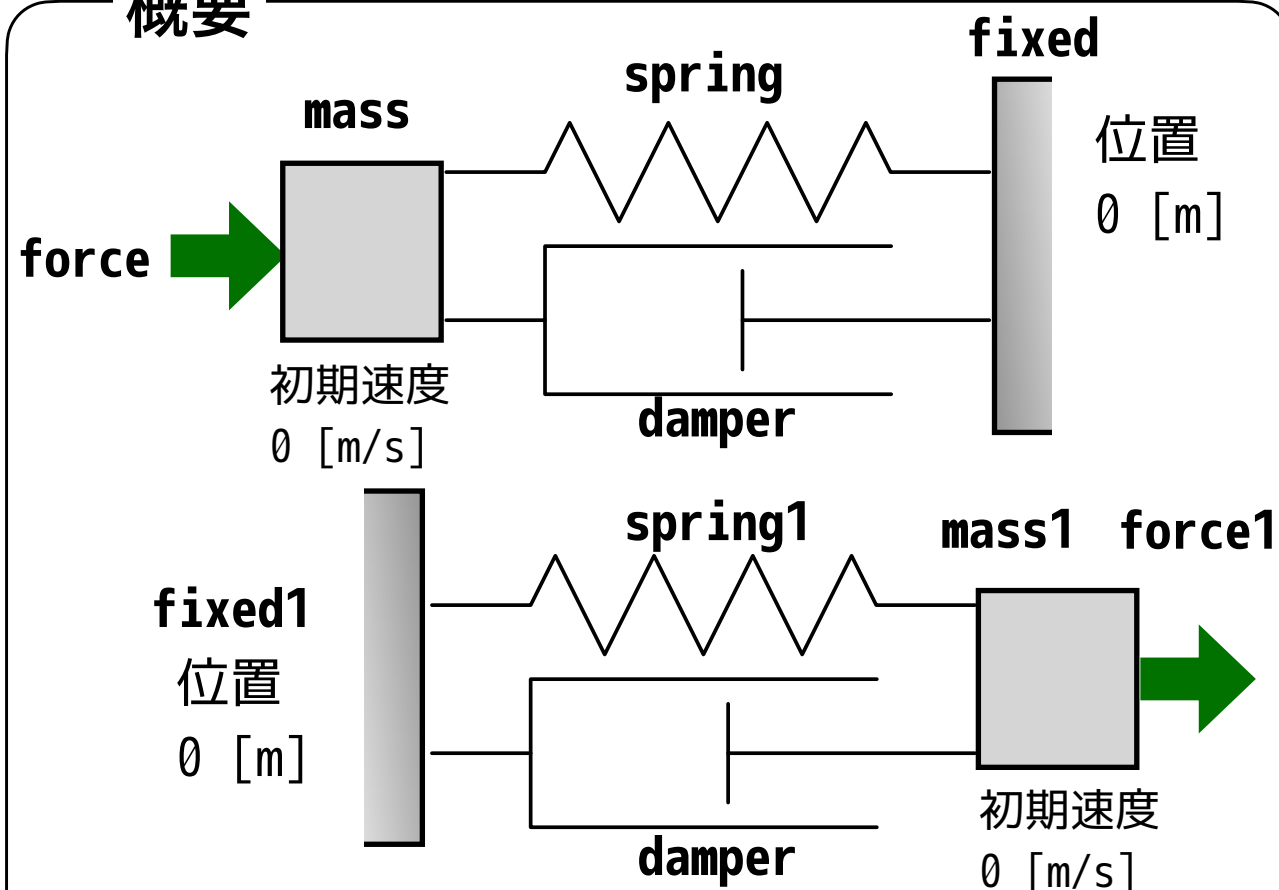 概要
fixed
spring
mass
位置
0 [m]
force
初期速度
0 [m/s]
damper
spring1
mass1
force1
fixed1
位置
0 [m]
初期速度
0 [m/s]
damper